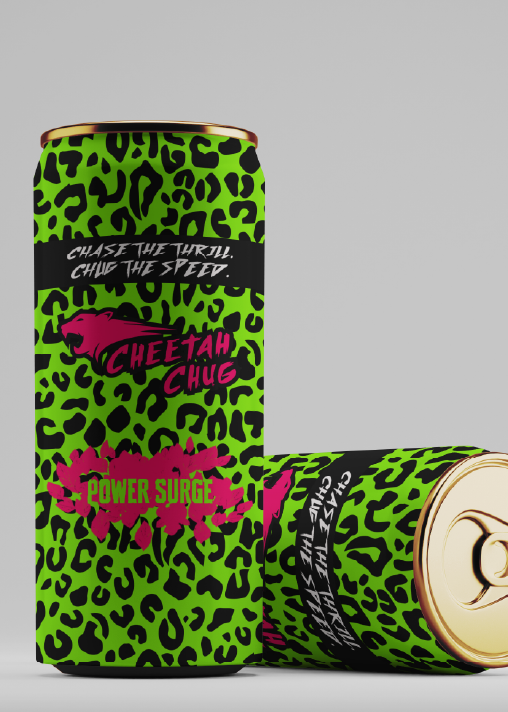 CHASE THE THRILL.
CHUG THE SPEED.
CHEETAH
CHUG
POWER SURGE
CHASE THE THRILL.
CHUG THE SPEED.